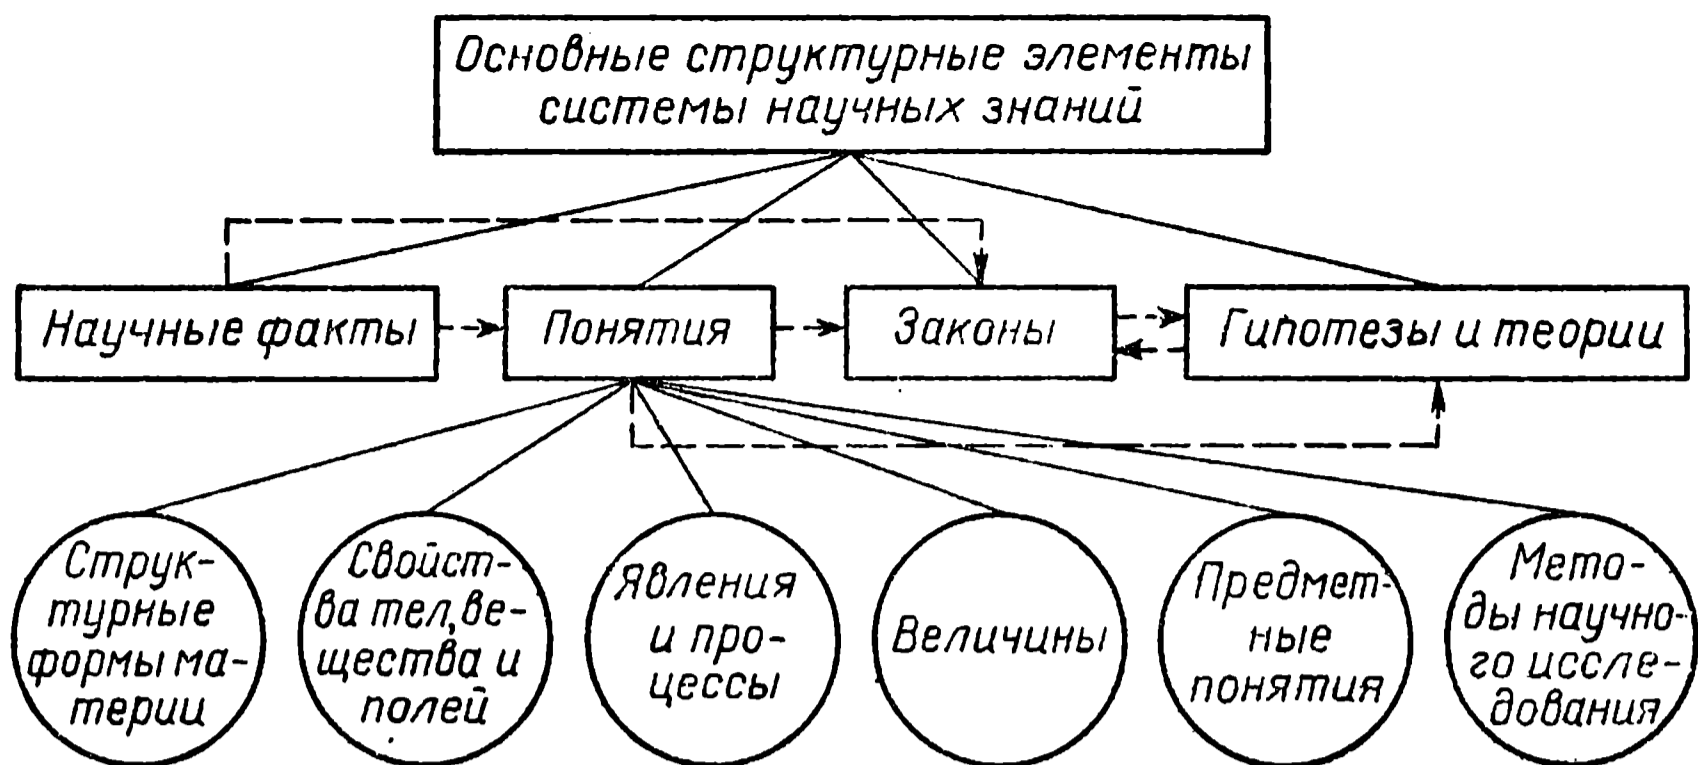 Основные структурные элементы
системы научных знаний
Научные факты
Понятия
Законы
Гипотезы и теории
Струк-
турные
формы ма-
терии
Свойст-
ва тел, ве-
щества и
полей
Явления
и про-
цессы
Величины
Предмет-
ные
понятия
Мето-
ды научно-
го иссле-
дования